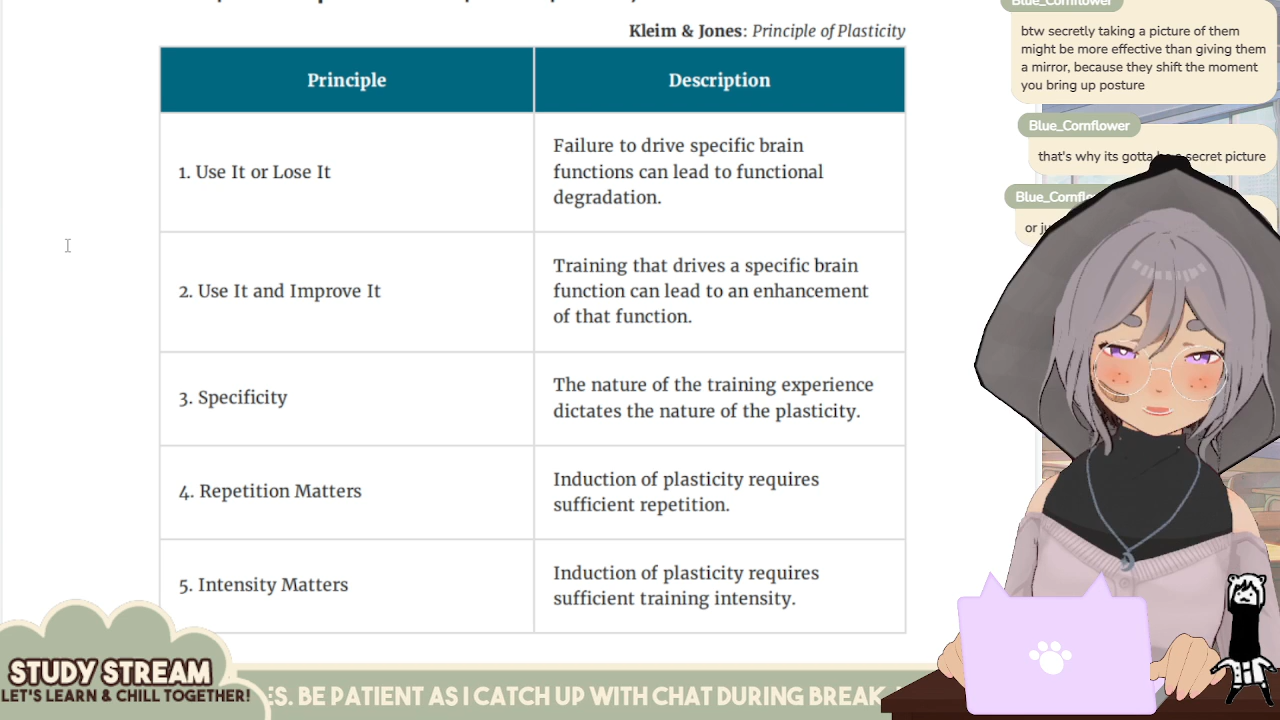 Kleim & Jones: Principle of Plasticity
Principle
Description
1. Use It or Lose It
Failure to drive specific brain
functions can lead to functional
degradation.
2. Use It and Improve It
Training that drives a specific brain
function can lead to an enhancement
of that function.
3. Specificity
The nature of the training experience
dictates the nature of the plasticity.
4. Repetition Matters
Induction of plasticity requires
sufficient repetition.
5. Intensity Matters
Induction of plasticity requires
sufficient training intensity.
Blue_Cornflower
btw secretly taking a picture of them
might be more effective than giving them
a mirror, because they shift the moment
you bring up posture
Blue_Cornflower
that's why its gotta secret picture
or
STUDY STREAM
LET'S LEARN & CHILL TOGETHER!
BE PATIENT AS I CATCH UP WITH CHAT DURING BREAK